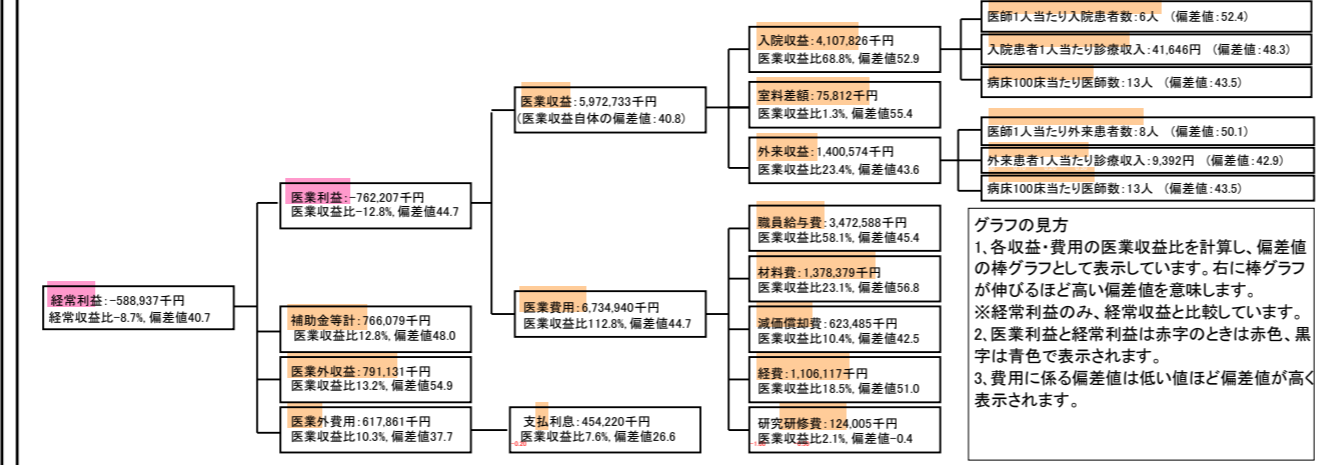 経常利益:-588,937千円
経常収益比-8.7%, 偏差値40.7
医業利益:-762,207千円
医業収益比-12.8%, 偏差値44.7
補助金等計:766,079千円
医業収益比12.8%, 偏差値48.0
医業外収益:791,131千円
医業収益比13.2%, 偏差値54.9
医業外費用:617,861千円
医業収益比10.3%, 偏差値37.7
支払利息:454,220千円
医業収益比7.6%, 偏差値26.6
医業収益:5,972,733千円
(医業収益自体の偏差値:40.8)
医業費用:6,734,940千円
医業収益比112.8%, 偏差値44.7
入院収益:4,107,826千円
医業収益比68.8%, 偏差値52.9
室料差額:75,812千円
医業収益比1.3%, 偏差値55.4
外来収益:1,400,574千円
医業収益比23.4%, 偏差値43.6
職員給与費:3,472,588千円
医業収益比58.1%, 偏差値45.4
材料費:1,378,379千円
医業収益比23.1%, 偏差値56.8
減価償却費:623,485千円
医業収益比10.4%, 偏差値42.5
経費:1,106,117千円
医業収益比18.5%, 偏差値51.0
研究研修費:124,005千円
医業収益比2.1%, 偏差値-0.4
医師1人当たり入院患者数:6人 (偏差値:52.4)
入院患者1人当たり診療収入:41,646円 (偏差値:48.3)
病床100床当たり医師数:13人 (偏差値:43.5)
医師1人当たり外来患者数:8人 (偏差値:50.1)
外来患者1人当たり診療収入:9,392円 (偏差値:42.9)
病床100床当たり医師数:13人 (偏差値:43.5)
グラフの見方
1、各収益・費用の医業収益比を計算し、偏差値
の棒グラフとして表示しています。右に棒グラフ
が伸びるほど高い偏差値を意味します。
※経常利益のみ、経常収益と比較しています。
2、医業利益と経常利益は赤字のときは赤色、黒
字は青色で表示されます。
3、費用に係る偏差値は低い値ほど偏差値が高く
表示されます。